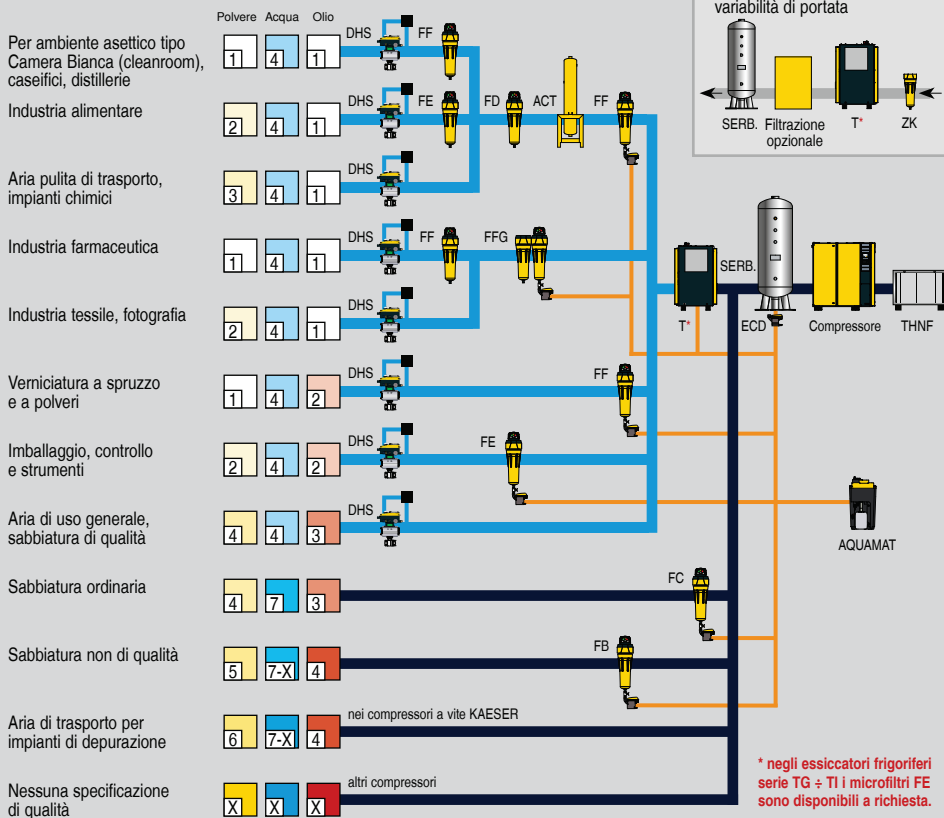 variabilità di portata
SERB. Filtrazione opzionale T* ZK
Polvere Acqua Olio
Per ambiente asettico tipo
Camera Bianca (cleanroom),
caseifici, distillerie
1 4 1 DHS FF
Industria alimentare
2 4 1 DHS FE FD ACT FF
Aria pulita di trasporto,
impianti chimici
3 4 1 DHS
Industria farmaceutica
1 4 1 DHS FF FFG
SERB.
T* ECD Compressore THNF
Industria tessile, fotografia
2 4 1 DHS
Verniciatura a spruzzo
e a polveri
1 4 2 DHS FF
Imballaggio, controllo
e strumenti
2 4 2 DHS FE
AQUAMAT
Aria di uso generale,
sabbiatura di qualità
4 4 3 DHS
Sabbiatura ordinaria
4 7 3 FC
Sabbiatura non di qualità
5 7-X 4 FB
Aria di trasporto per
impianti di depurazione
6 7-X 4 nei compressori a vite KAESER
Nessuna specificazione
di qualità
X X X altri compressori
* negli essiccatori frigoriferi
serie TG ÷ TI i microfiltri FE
sono disponibili a richiesta.